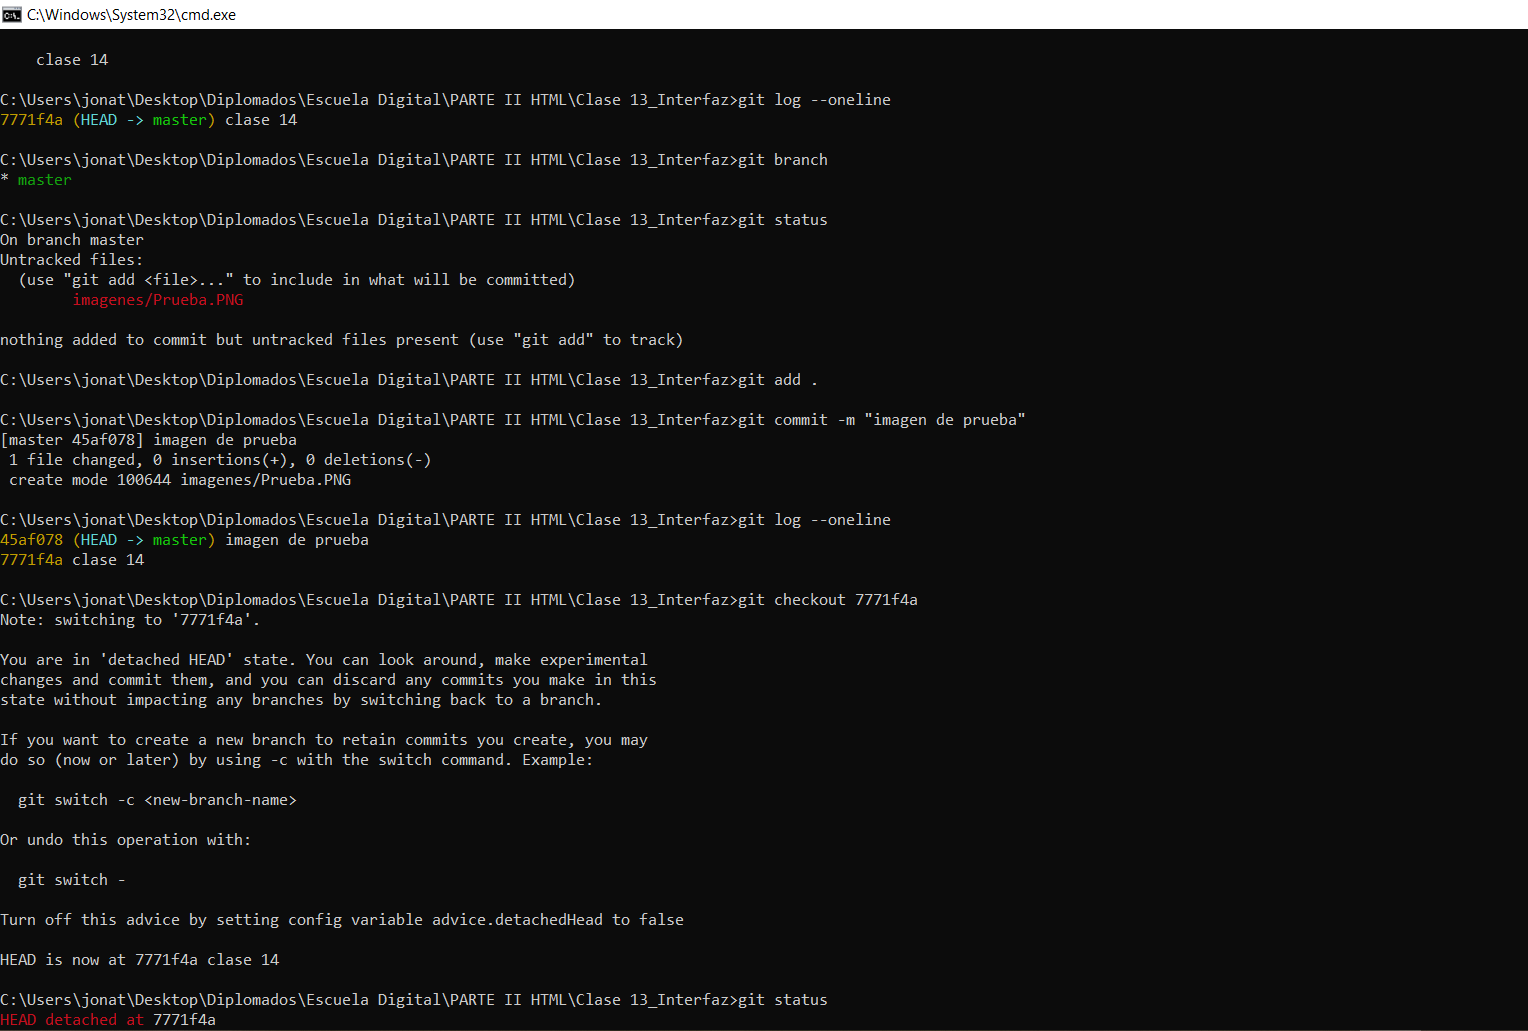 C:\Windows\System32\cmd.exe
clase 14
C:\Users\jonat\Desktop\Diplomados\Escuela Digital\PARTE II HTML\Clase 13_Interfaz>git log --oneline
7771f4a (HEAD -> master) clase 14
C:\Users\jonat\Desktop\Diplomados\Escuela Digital\PARTE II HTML\Clase 13_Interfaz>git branch
* master
C:\Users\jonat\Desktop\Diplomados\Escuela Digital\PARTE II HTML\Clase 13_Interfaz>git status
On branch master
Untracked files:
  (use "git add <file>..." to include in what will be committed)
        imagenes/Prueba.PNG
nothing added to commit but untracked files present (use "git add" to track)
C:\Users\jonat\Desktop\Diplomados\Escuela Digital\PARTE II HTML\Clase 13_Interfaz>git add .
C:\Users\jonat\Desktop\Diplomados\Escuela Digital\PARTE II HTML\Clase 13_Interfaz>git commit -m "imagen de prueba"
[master 45af078] imagen de prueba
 1 file changed, 0 insertions(+), 0 deletions(-)
 create mode 100644 imagenes/Prueba.PNG
C:\Users\jonat\Desktop\Diplomados\Escuela Digital\PARTE II HTML\Clase 13_Interfaz>git log --oneline
45af078 (HEAD -> master) imagen de prueba
7771f4a clase 14
C:\Users\jonat\Desktop\Diplomados\Escuela Digital\PARTE II HTML\Clase 13_Interfaz>git checkout 7771f4a
Note: switching to '7771f4a'.
You are in 'detached HEAD' state. You can look around, make experimental
changes and commit them, and you can discard any commits you make in this
state without impacting any branches by switching back to a branch.
If you want to create a new branch to retain commits you create, you may
do so (now or later) by using -c with the switch command. Example:
  git switch -c <new-branch-name>
Or undo this operation with:
  git switch -
Turn off this advice by setting config variable advice.detachedHead to false
HEAD is now at 7771f4a clase 14
C:\Users\jonat\Desktop\Diplomados\Escuela Digital\PARTE II HTML\Clase 13_Interfaz>git status
HEAD detached at 7771f4a